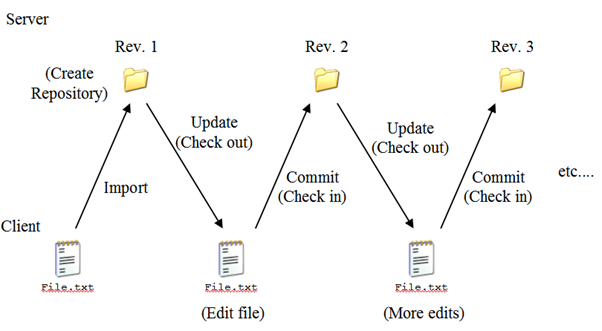 Server
Rev. 1
Rev. 2
Rev. 3
(Create
Repository)
Update
(Check out)
Update
(Check out)
Import
Commit
(Check in)
Commit
(Check in)
etc....
Client
File.txt
File.txt
File.txt
(Edit file)
(More edits)